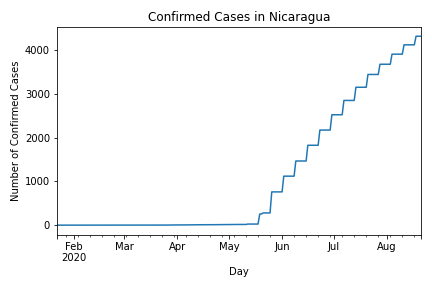 Confirmed Cases in Nicaragua
Number of Confirmed Cases
4000
3000
2000
1000
0
Feb Mar Apr May Jun Jul Aug
2020
Day